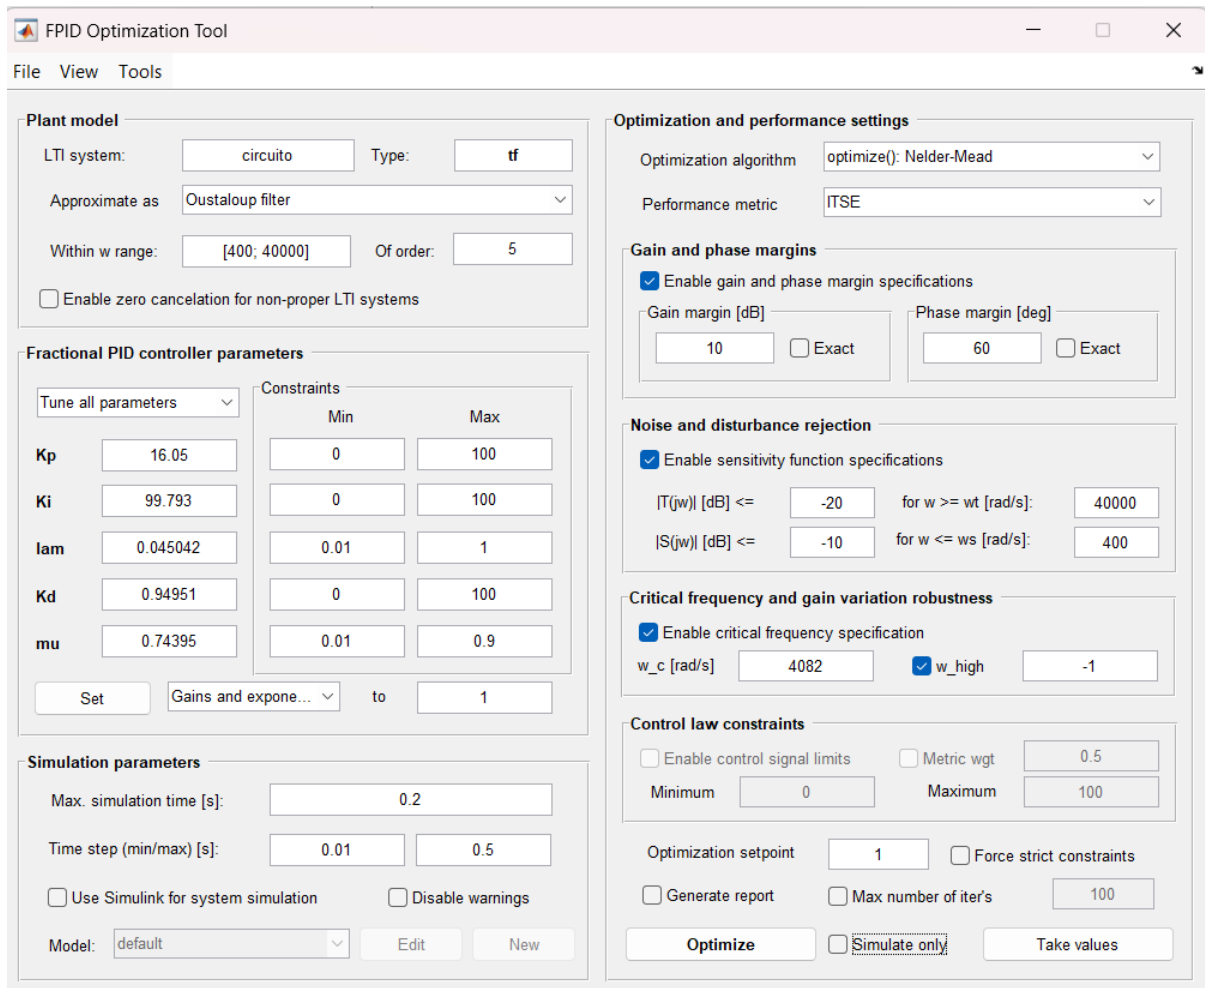 FPID Optimization Tool
File View Tools
Plant model
LTI system: circuito Type: tf
Approximate as Oustaloup filter
Within w range: [400; 40000] Of order: 5
Enable zero cancelation for non-proper LTI systems
Fractional PID controller parameters
Tune all parameters
Constraints
Min Max
Kp 16.05 0 100
Ki 99.793 0 100
lam 0.045042 0.01 1
Kd 0.94951 0 100
mu 0.74395 0.01 0.9
Set Gains and expone... to 1
Simulation parameters
Max. simulation time [s]: 0.2
Time step (min/max) [s]: 0.01 0.5
Use Simulink for system simulation Disable warnings
Model: default Edit New
Optimization and performance settings
Optimization algorithm optimize(): Nelder-Mead
Performance metric ITSE
Gain and phase margins
Enable gain and phase margin specifications
Gain margin [dB] Phase margin [deg]
10 Exact 60 Exact
Noise and disturbance rejection
Enable sensitivity function specifications
|T(jw)| [dB] <= -20 for w >= wt [rad/s]: 40000
|S(jw)| [dB] <= -10 for w <= ws [rad/s]: 400
Critical frequency and gain variation robustness
Enable critical frequency specification
w_c [rad/s] 4082 w_high -1
Control law constraints
Enable control signal limits Metric wgt 0.5
Minimum 0 Maximum 100
Optimization setpoint 1 Force strict constraints
Generate report Max number of iter's 100
Optimize Simulate only Take values